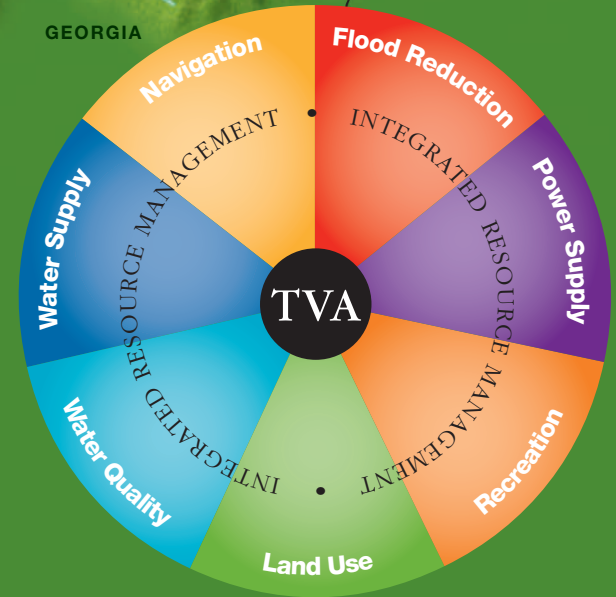 GEORGIA
Navigation
Flood Reduction
Power Supply
Recreation
Land Use
Water Quality
Water Supply
INTEGRATED RESOURCE MANAGEMENT •
INTEGRATED RESOURCE MANAGEMENT •
TVA